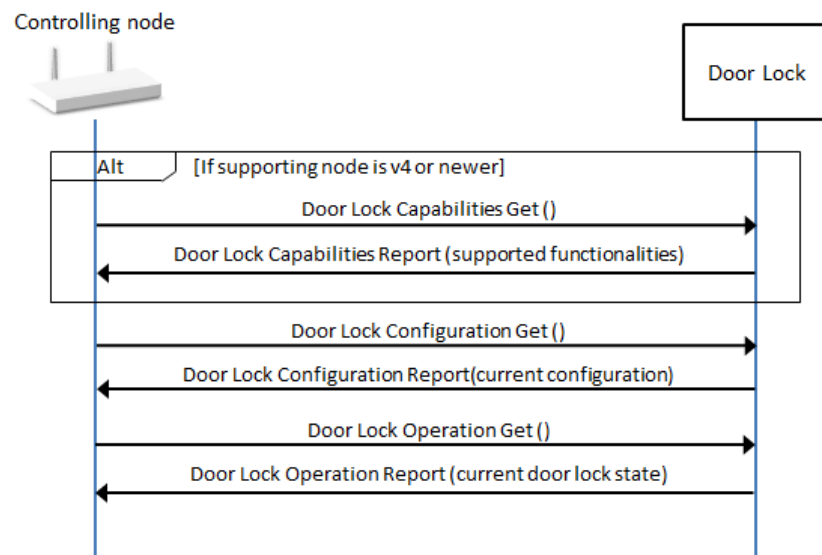 Controlling node
Door Lock
Alt
[If supporting node is v4 or newer]
Door Lock Capabilities Get ()
Door Lock Capabilities Report (supported functionalities)
Door Lock Configuration Get ()
Door Lock Configuration Report(current configuration)
Door Lock Operation Get ()
Door Lock Operation Report (current door lock state)